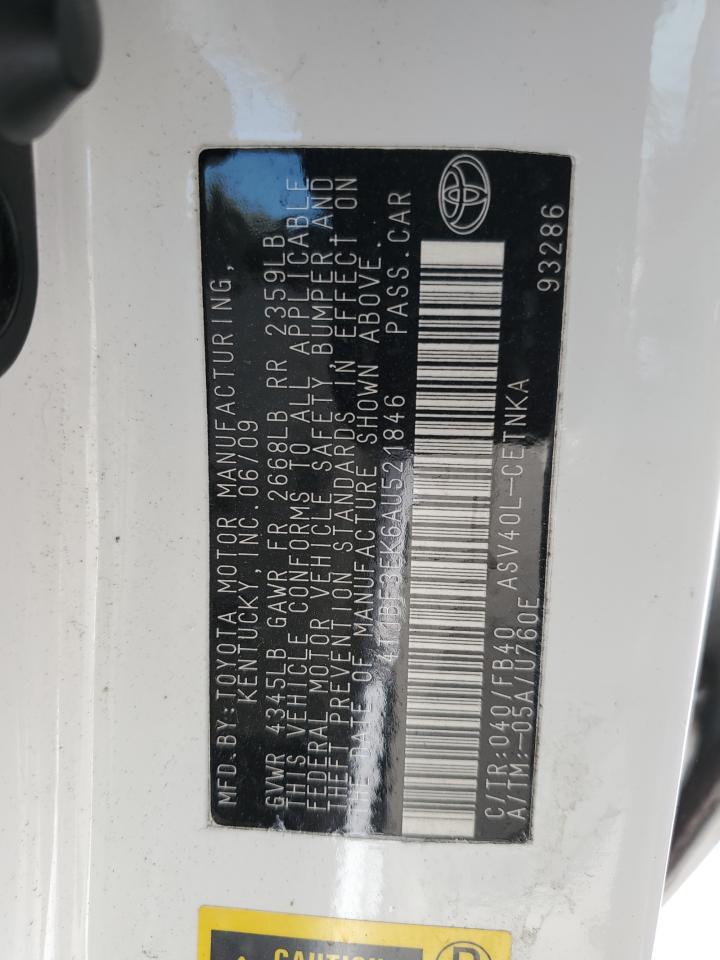 MFD.BY:TOYOTA MOTOR MANUFACTURING,
KENTUCKY,INC.06/09
GVWR 4345LB GAWR FR 2668LB RR 2359LB
THIS VEHICLE CONFORMS TO ALL APPLICABLE
FEDERAL MOTOR VEHICLE SAFETY, BUMPER, AND
THEFT PREVENTION STANDARDS IN EFFECT ON
THE DATE OF MANUFACTURE SHOWN ABOVE.
4T1BF3EK6AU521846 PASS.CAR
C/TR:040/FB40 ASV40L-CETNKA
A/TM:-05A/U760E
93286
CAUTION